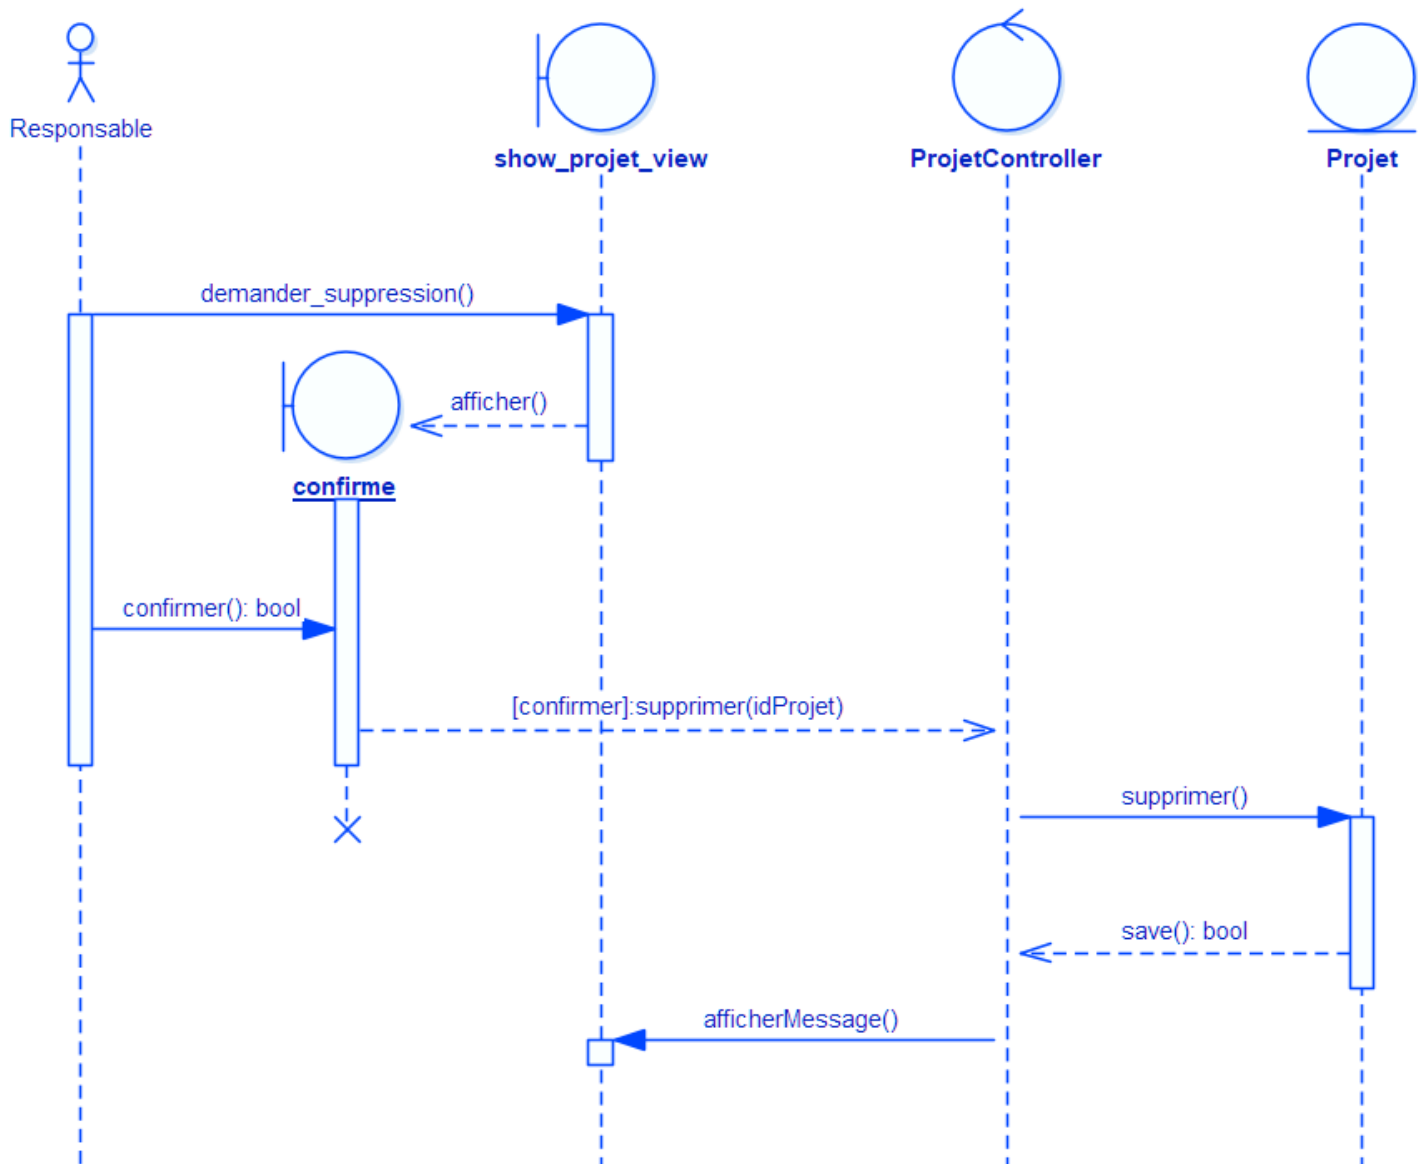 Responsable
show_projet_view
ProjetController
Projet
demander_suppression()
afficher()
confirme
confirmer(): bool
[confirmer]:supprimer(idProjet)
supprimer()
save(): bool
afficherMessage()